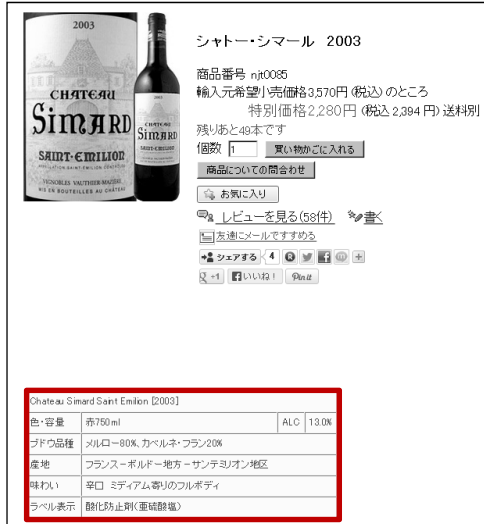 2003
CHATEAU
SIMARD
SAINT-EMILION
APPELLATION SAINT-EMILION CONTROLEE
VIGNOBLES VAUTHIER-MAZIERE
MIS EN BOUTEILLES AU CHATEAU
CHATEAU
SIMARD
SAINT-EMILION
シャトー・シマール 2003
商品番号 njt0085
輸入元希望小売価格3,570円(税込)のところ
特別価格2,280円 (税込 2,394 円) 送料別
残りあと49本です
個数 1 買い物かごに入れる
商品についての問合わせ
お気に入り
レビューを見る(58件) 書く
友達にメールですすめる
シェアする 4
+1 いいね! Pin it
Chateau Simard Saint Emilion [2003]
色・容量 赤750ml ALC 13.0%
ブドウ品種 メルロー80%、カベルネ・フラン20%
産地 フランス－ボルドー地方－サンテミリオン地区
味わい 辛口 ミディアム寄りのフルボディ
ラベル表示 酸化防止剤(亜硫酸塩)